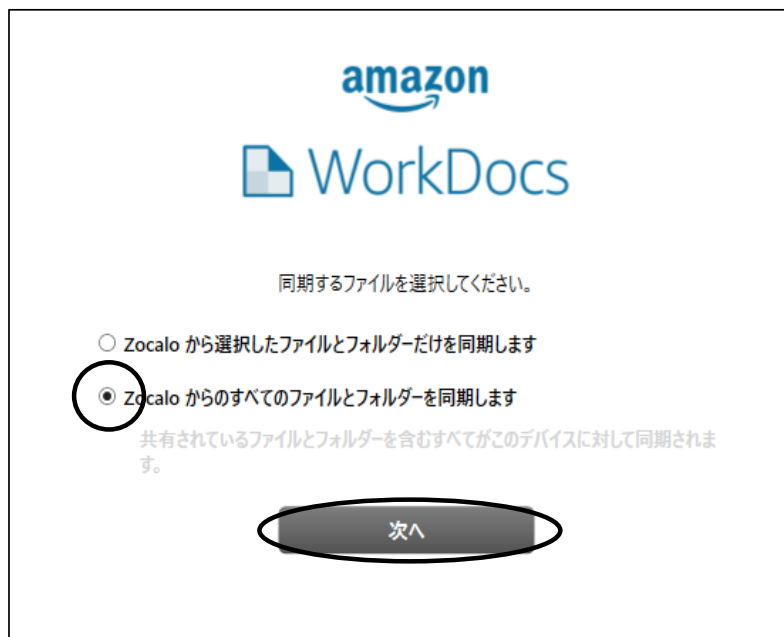 amazon
WorkDocs
同期するファイルを選択してください。
Zocalo から選択したファイルとフォルダーだけを同期します
Zocalo からのすべてのファイルとフォルダーを同期します
共有されているファイルとフォルダーを含むすべてがこのデバイスに対して同期されま
す。
次へ